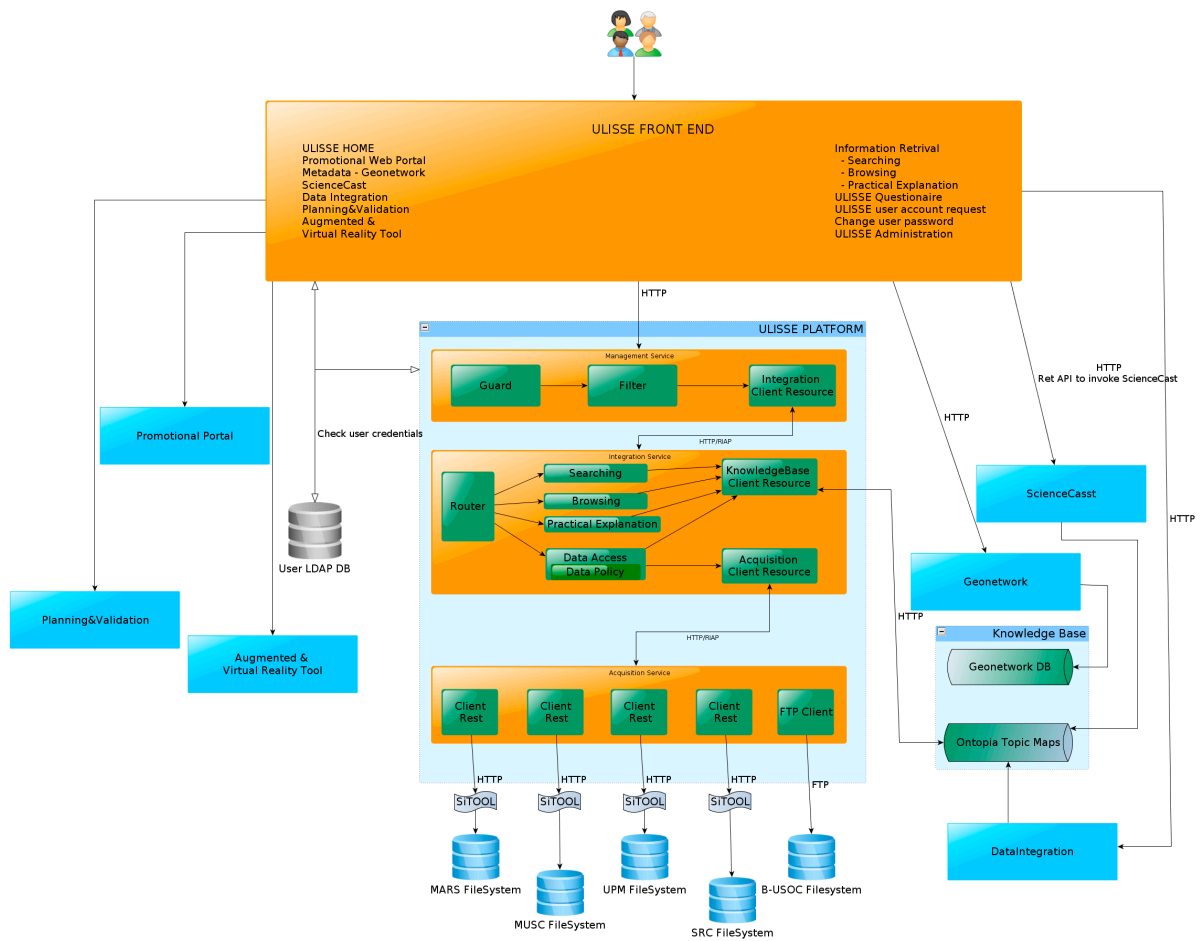 ULISSE FRONT END
ULISSE HOME
Promotional Web Portal
Metadata - Geonetwork
ScienceCast
Data Integration
Planning&Validation
Augmented &
Virtual Reality Tool
Information Retrival
- Searching
- Browsing
- Practical Explanation
ULISSE Questionaire
ULISSE user account request
Change user password
ULISSE Administration
HTTP
ULISSE PLATFORM
Management Service
Guard
Filter
Integration
Client Resource
HTTP/RIAP
Integration Service
Router
Searching
Browsing
Practical Explanation
Data Access
Data Policy
KnowledgeBase
Client Resource
Acquisition
Client Resource
HTTP/RIAP
Acquisition Service
Client
Rest
Client
Rest
Client
Rest
Client
Rest
FTP Client
HTTP
HTTP
HTTP
HTTP
FTP
SiTOOL
SiTOOL
SiTOOL
SiTOOL
MARS FileSystem
MUSC FileSystem
UPM FileSystem
SRC FileSystem
B-USOC Filesystem
Promotional Portal
Check user credentials
User LDAP DB
Planning&Validation
Augmented &
Virtual Reality Tool
HTTP
HTTP
Ret API to invoke ScienceCast
ScienceCasst
HTTP
Geonetwork
HTTP
Knowledge Base
Geonetwork DB
Ontopia Topic Maps
DataIntegration